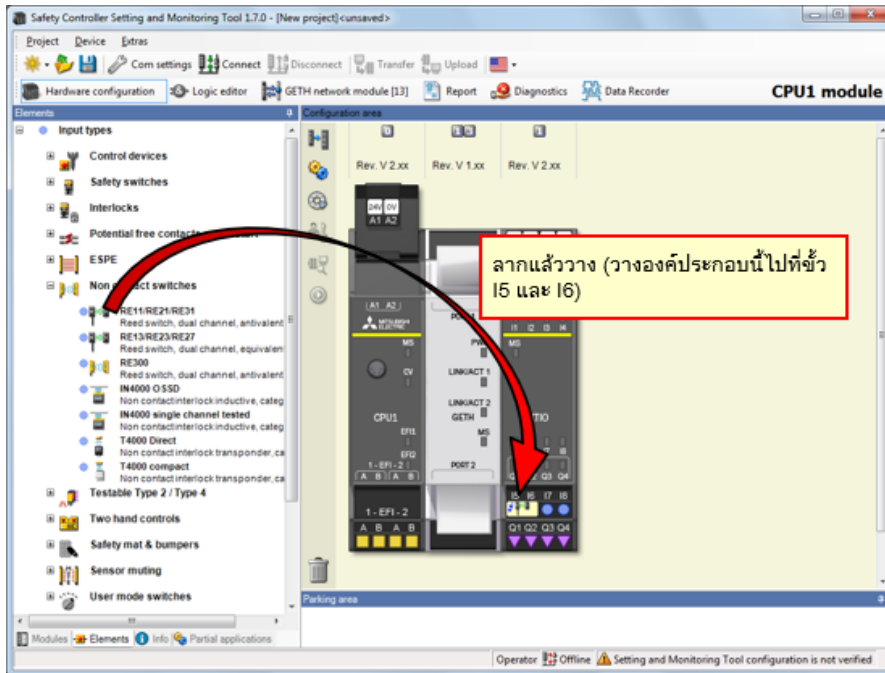 Safety Controller Setting and Monitoring Tool 1.7.0 - [New project]<unsaved>
Project Device Extras
Com settings Connect Disconnect Transfer Upload
Hardware configuration Logic editor GETH network module [13] Report Diagnostics Data Recorder CPU1 module
Elements
Configuration area
Input types
Control devices
Safety switches
Interlocks
Potential free contacts
ESPE
Non contact switches
RE11/RE21/RE31
Reed switch, dual channel, antivalent
RE13/RE23/RE27
Reed switch, dual channel, equivalen
RE300
Reed switch, dual channel, antivalent
IN4000 OSSD
Non contact interlock inductive, categ
IN4000 single channel tested
Non contact interlock inductive, categ
T4000 Direct
Non contact interlock transponder, ca
T4000 compact
Non contact interlock transponder, ca
Testable Type 2 / Type 4
Two hand controls
Safety mat & bumpers
Sensor muting
User mode switches
Modules Elements Info Partial applications
Rev. V 2.xx Rev. V 1.xx Rev. V 2.xx
24V 0V
A1 A2
ลากแล้ววาง (วางองค์ประกอบนี้ไปที่ขั้ว
I5 และ I6)
A1 A2
MITSUBISHI
ELECTRIC
I1 I2 I3 I4
MS
MS
CV
LINK/ACT 1
LINK/ACT 2
CPU1
GETH
MS
EFI1
EFI2
1 - EFI - 2
PORT 2
A B A B
Q1 Q2 Q3 Q4
I5 I6 I7 I8
1 - EFI - 2
A B A B
Q1 Q2 Q3 Q4
Parking area
Operator Offline Setting and Monitoring Tool configuration is not verified